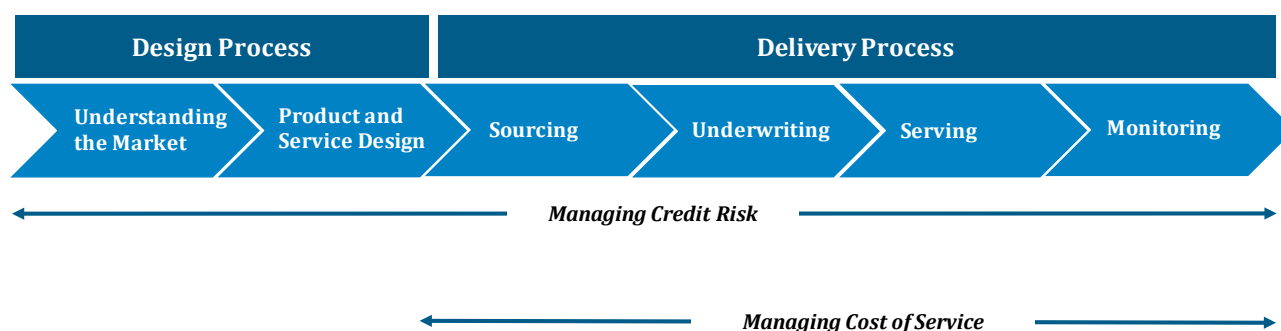 Design Process
Delivery Process
Understanding
the Market
Product and
Service Design
Sourcing
Underwriting
Serving
Monitoring
Managing Credit Risk
Managing Cost of Service